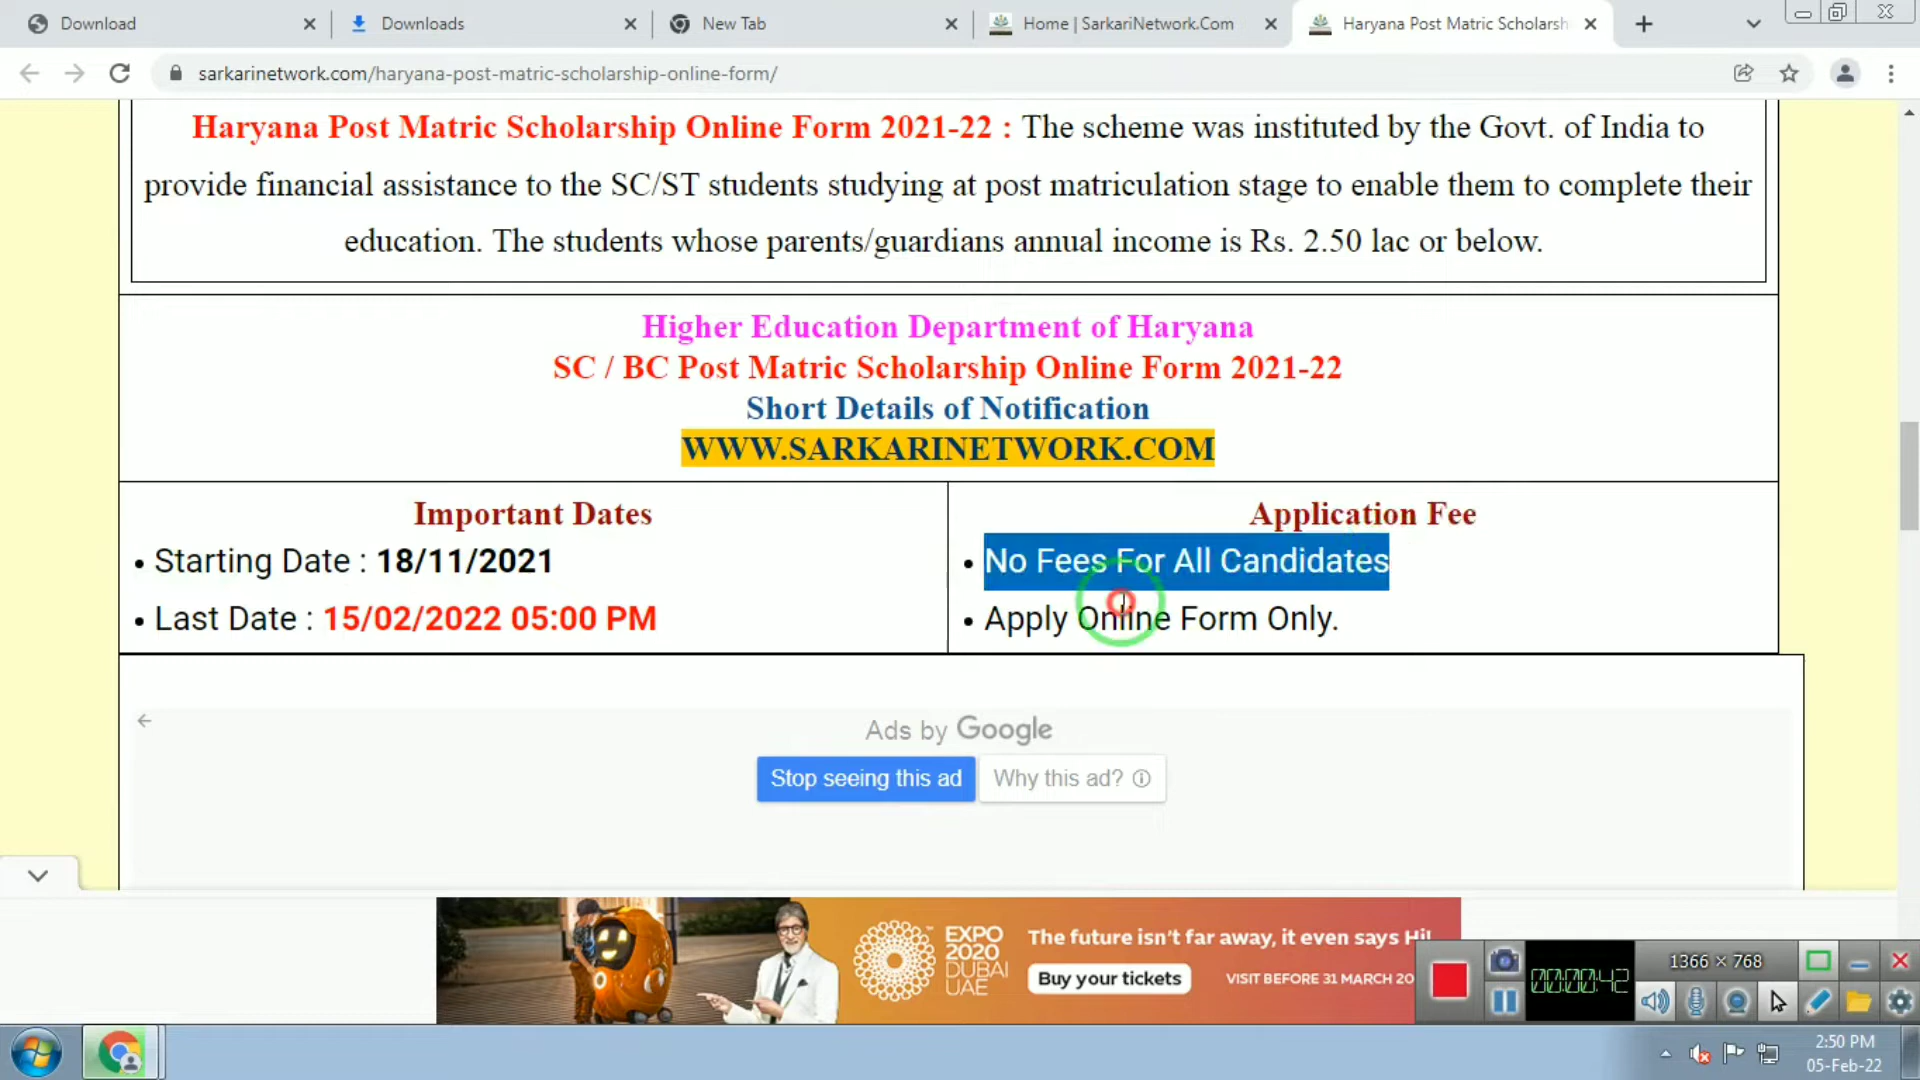 Download
Downloads
New Tab
Home | SarkariNetwork.Com
Haryana Post Matric Scholarsh
sarkarinetwork.com/haryana-post-matric-scholarship-online-form/
Haryana Post Matric Scholarship Online Form 2021-22 : The scheme was instituted by the Govt. of India to
provide financial assistance to the SC/ST students studying at post matriculation stage to enable them to complete their
education. The students whose parents/guardians annual income is Rs. 2.50 lac or below.
Higher Education Department of Haryana
SC / BC Post Matric Scholarship Online Form 2021-22
Short Details of Notification
WWW.SARKARINETWORK.COM
Important Dates
• Starting Date : 18/11/2021
• Last Date : 15/02/2022 05:00 PM
Application Fee
• No Fees For All Candidates
• Apply Online Form Only.
Ads by Google
Stop seeing this ad
Why this ad?
EXPO
2020
DUBAI
UAE
The future isn't far away, it even says Hi!
Buy your tickets
VISIT BEFORE 31 MARCH 20
1366 × 768
00:00:42
2:50 PM
05-Feb-22